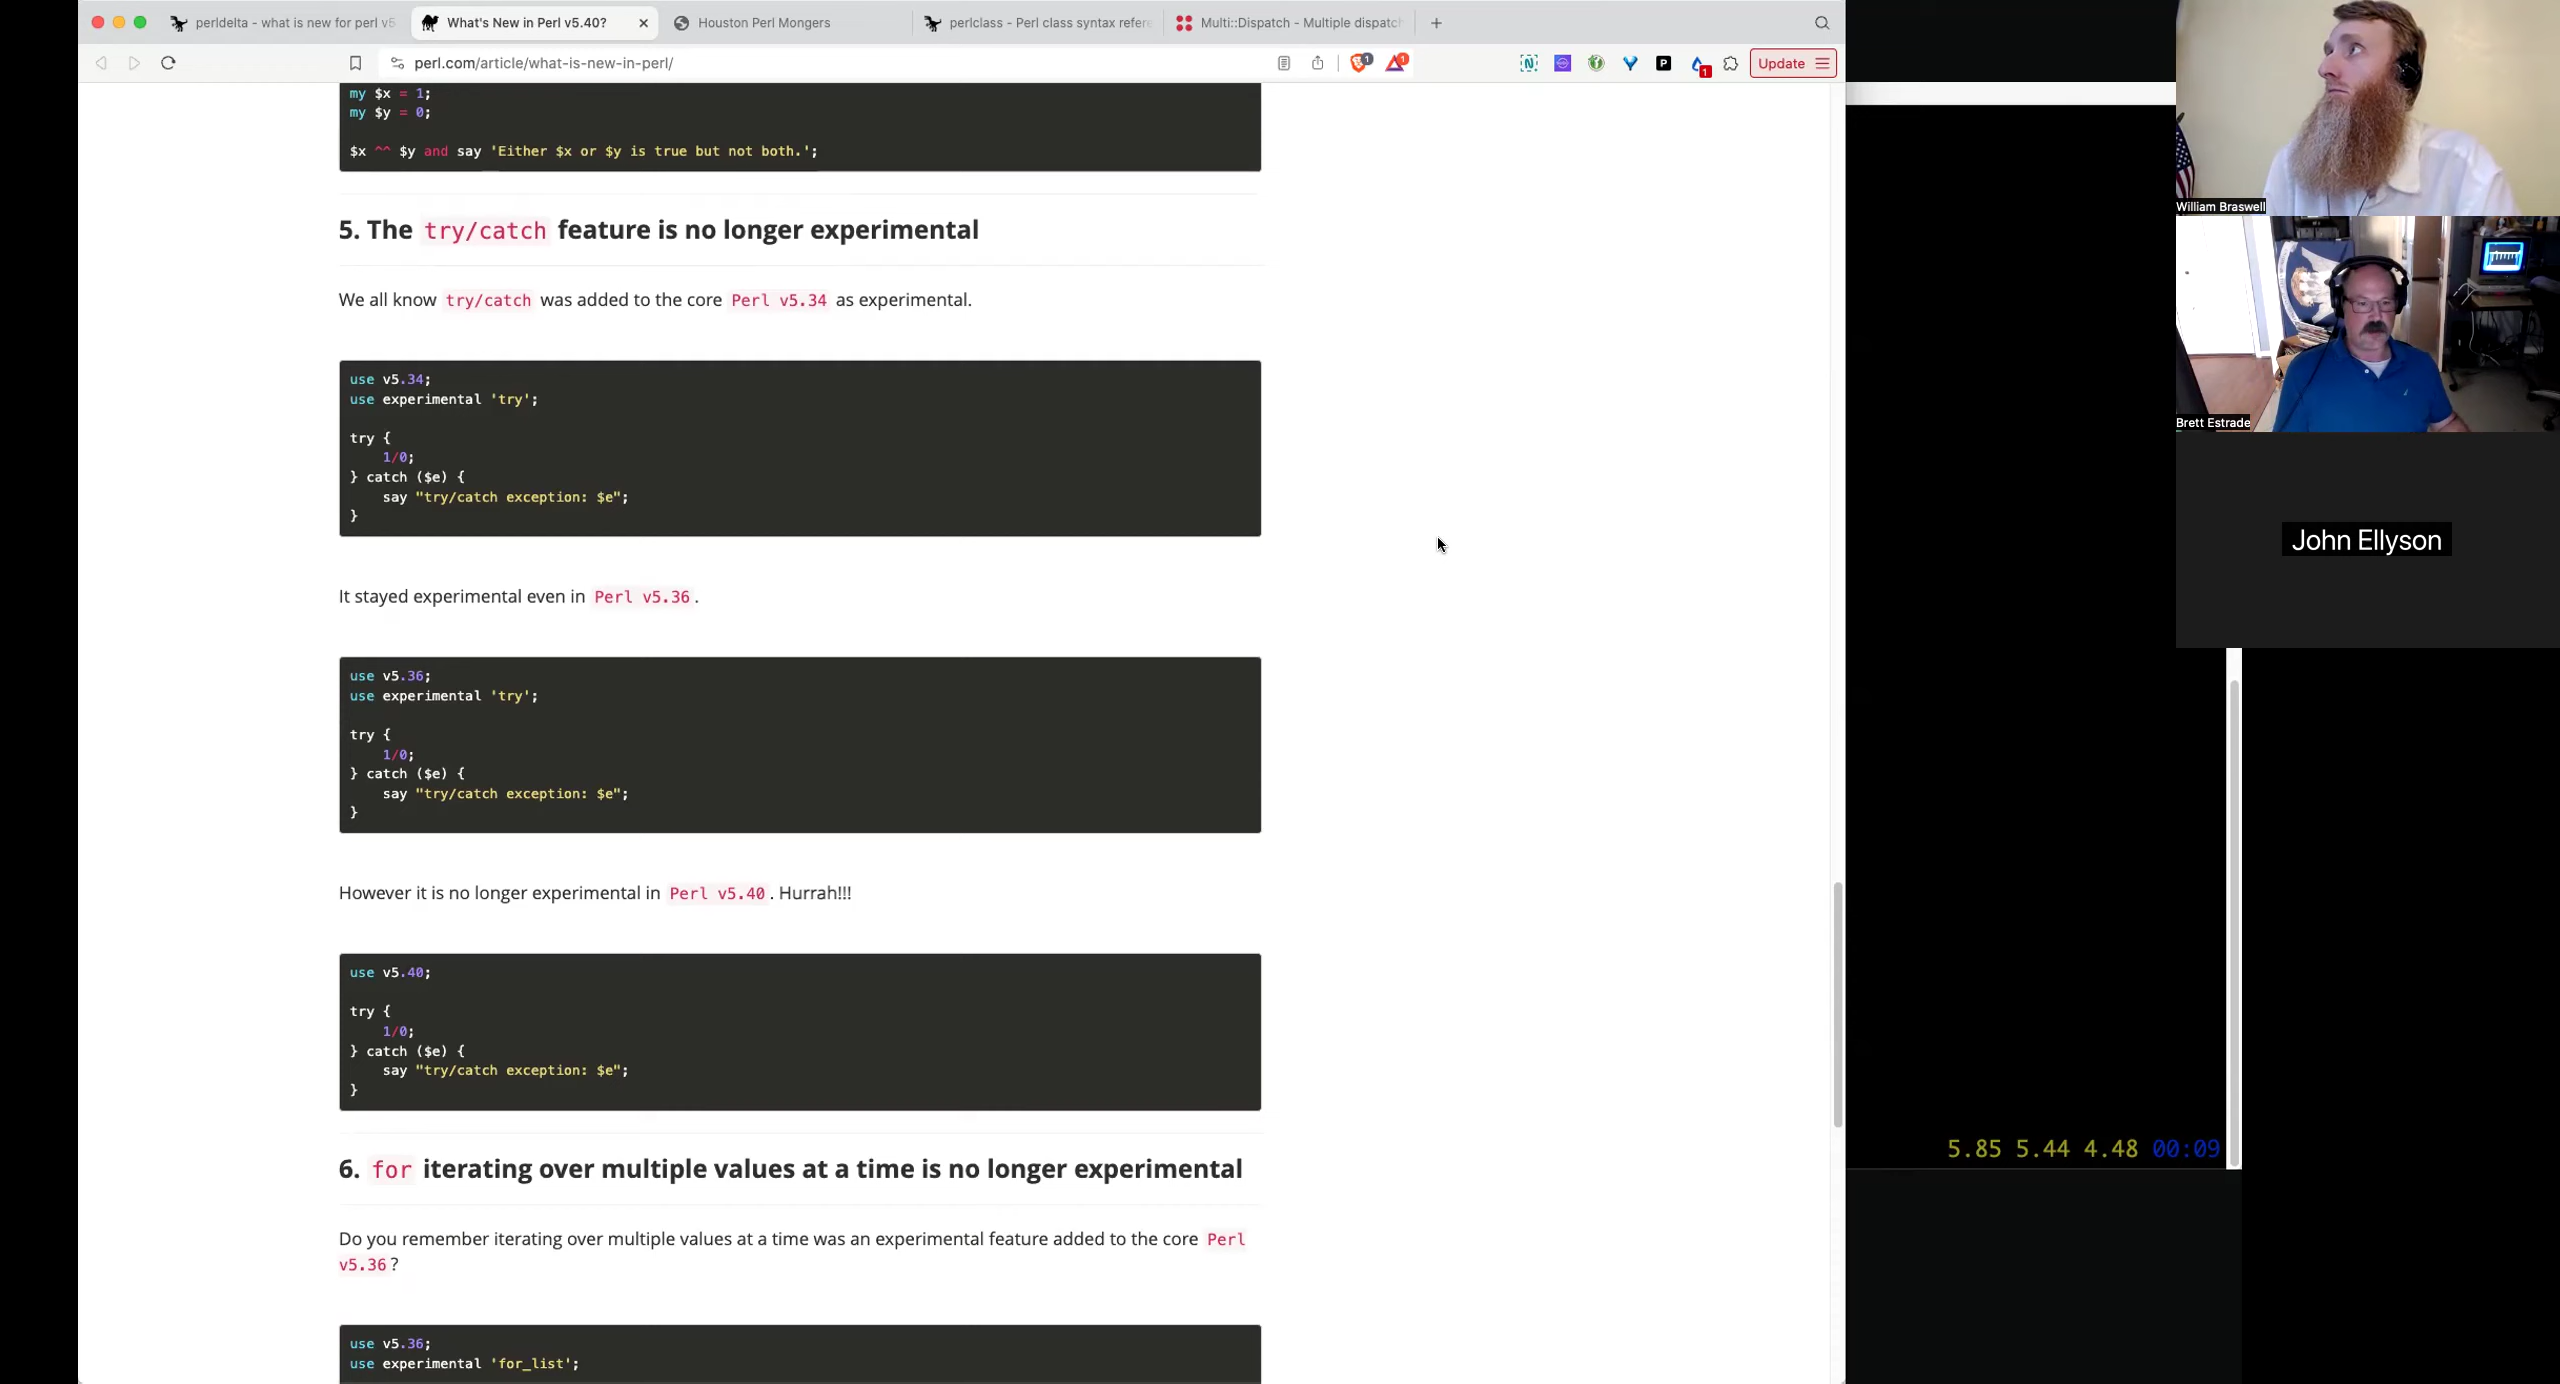 perldelta - what is new for perl v5
What's New in Perl v5.40?
Houston Perl Mongers
perlclass - Perl class syntax refere
Multi::Dispatch - Multiple dispatc
perl.com/article/what-is-new-in-perl/
1
1
1
Update
my $x = 1;
my $y = 0;
$x ^^ $y and say 'Either $x or $y is true but not both.';
5. The try/catch feature is no longer experimental
We all know try/catch was added to the core Perl v5.34 as experimental.
use v5.34;
use experimental 'try';
try {
    1/0;
} catch ($e) {
    say "try/catch exception: $e";
}
It stayed experimental even in Perl v5.36.
use v5.36;
use experimental 'try';
try {
    1/0;
} catch ($e) {
    say "try/catch exception: $e";
}
However it is no longer experimental in Perl v5.40. Hurrah!!!
use v5.40;
try {
    1/0;
} catch ($e) {
    say "try/catch exception: $e";
}
6. for iterating over multiple values at a time is no longer experimental
Do you remember iterating over multiple values at a time was an experimental feature added to the core Perl
v5.36?
use v5.36;
use experimental 'for_list';
William Braswell
Brett Estrade
John Ellyson
5.85 5.44 4.48 00:09